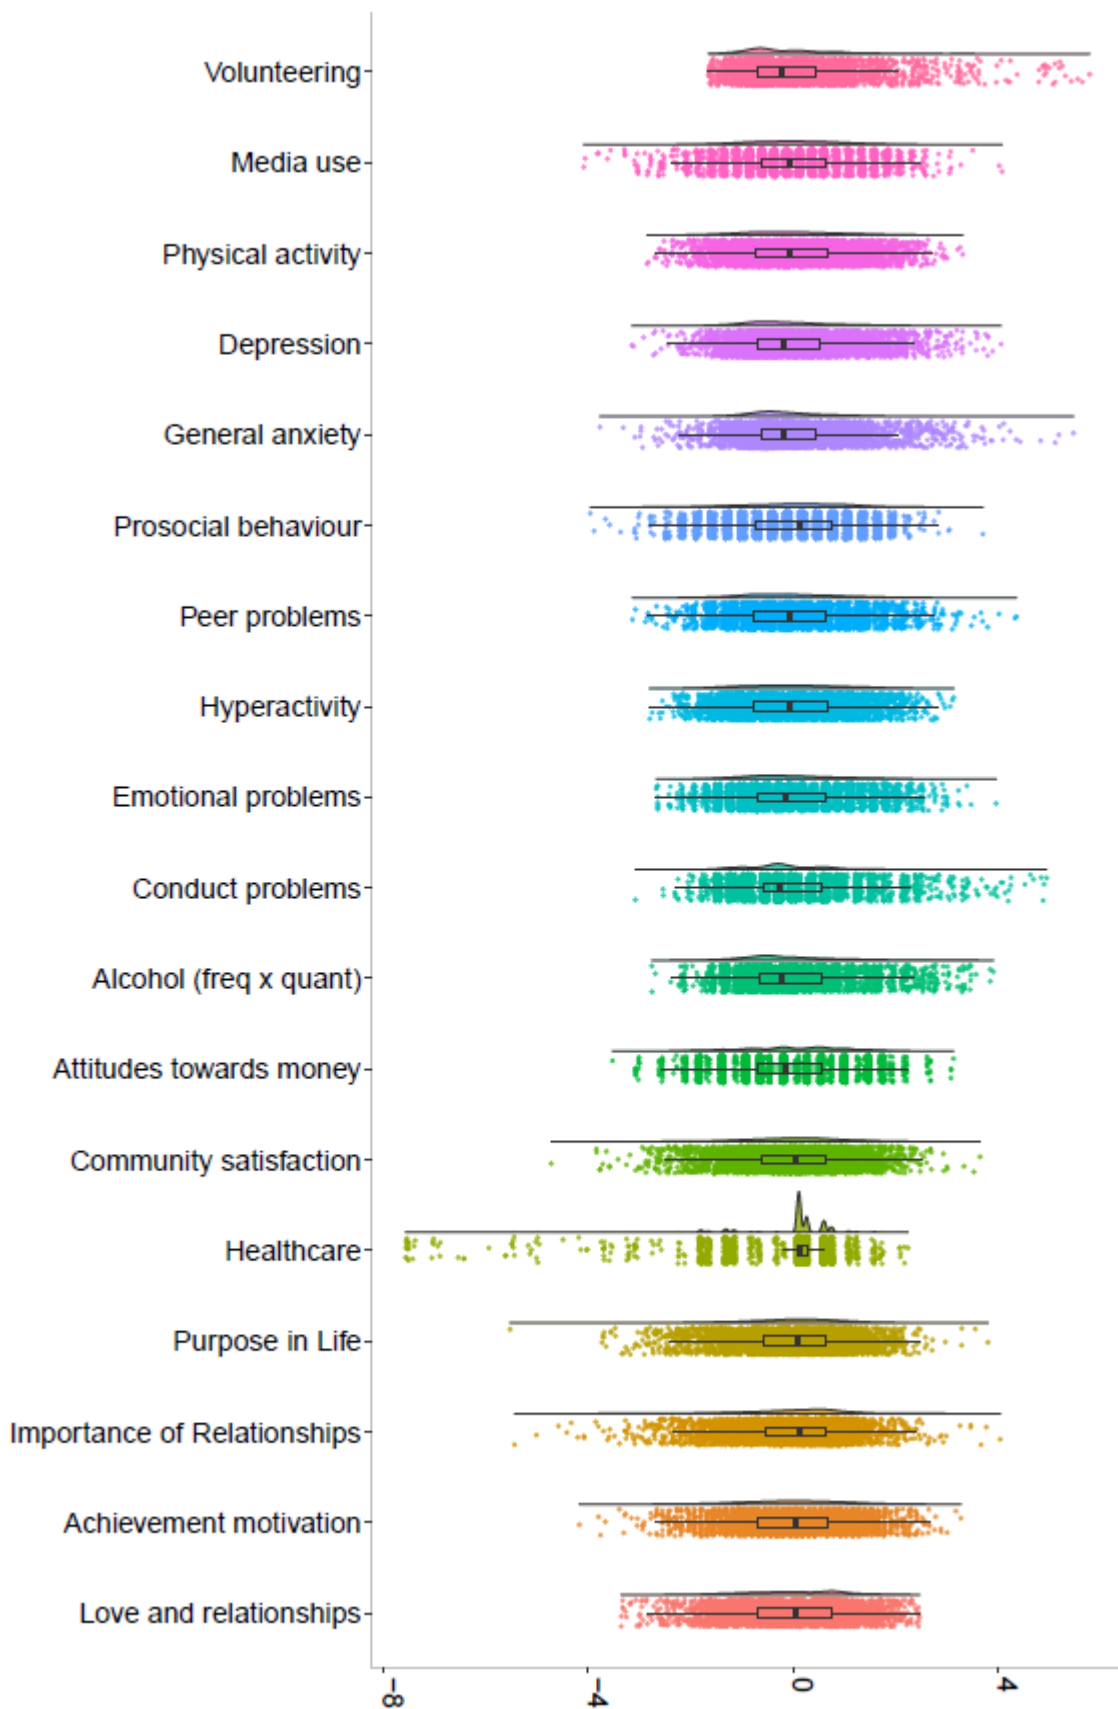 Volunteering
Media use
Physical activity
Depression
General anxiety
Prosocial behaviour
Peer problems
Hyperactivity
Emotional problems
Conduct problems
Alcohol (freq x quant)
Attitudes towards money
Community satisfaction
Healthcare
Purpose in Life
Importance of Relationships
Achievement motivation
Love and relationships
−8 −4 0 4